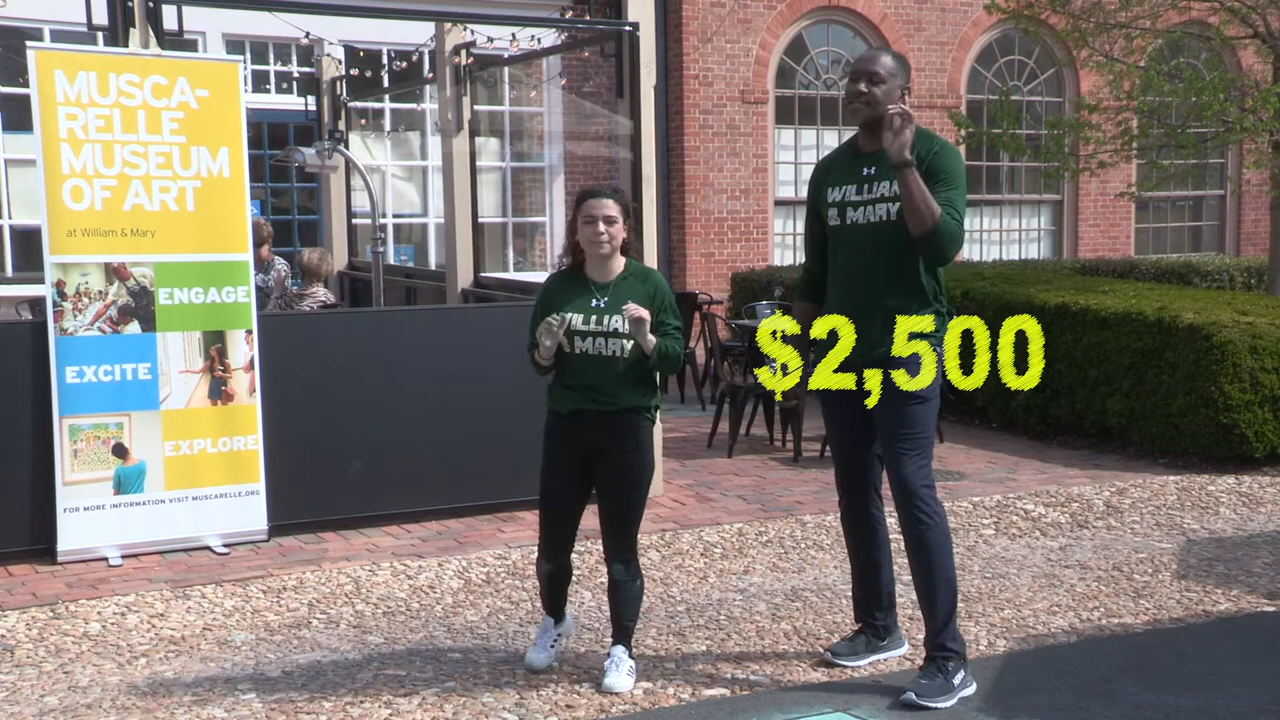 MUSCA-
RELLE
MUSEUM
OF ART
at William & Mary
ENGAGE
EXCITE
EXPLORE
FOR MORE INFORMATION VISIT MUSCARELLE.ORG
WILLIAM
& MARY
WILLIAM
& MARY
$2,500